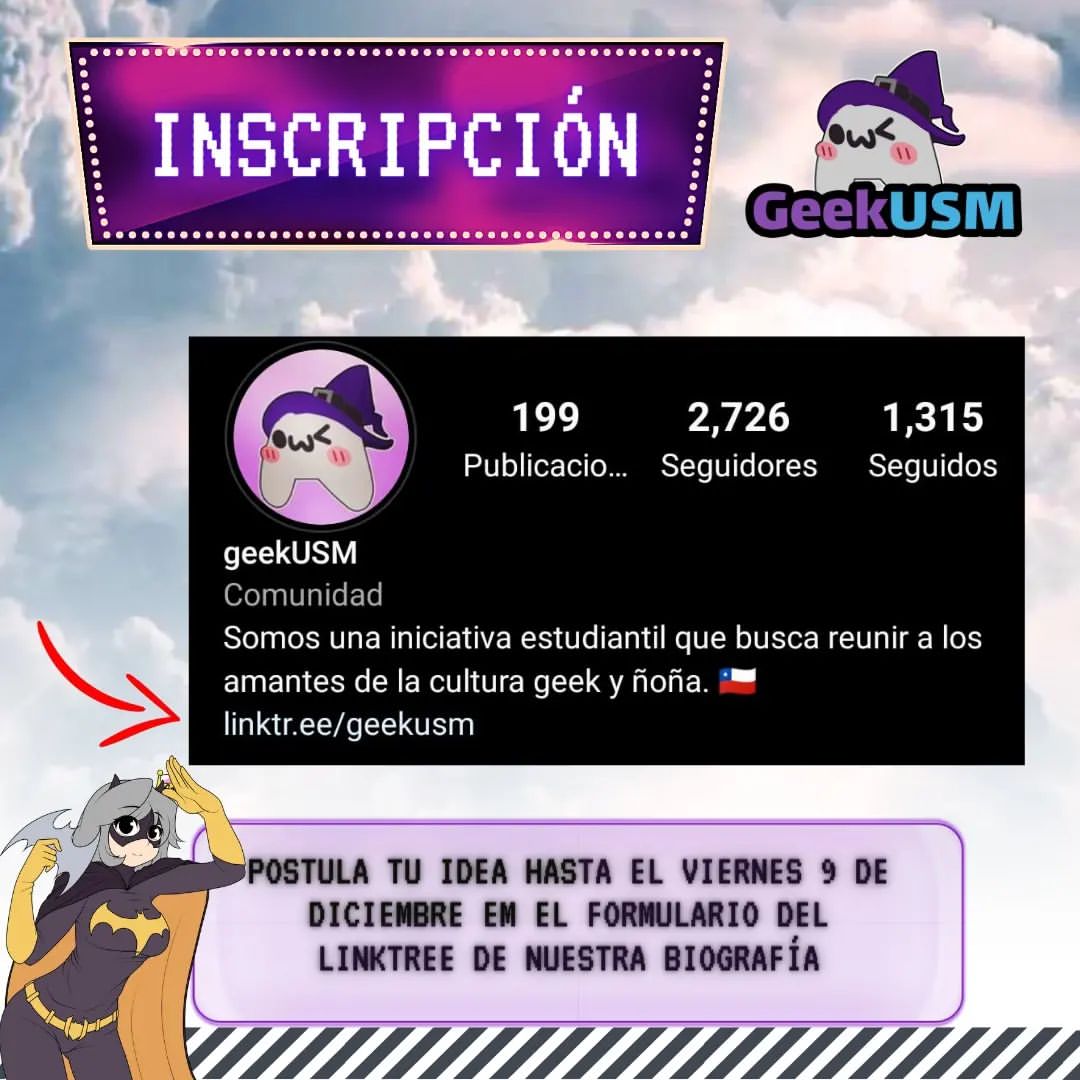 INSCRIPCIÓN
GeekUSM
199
2,726
1,315
Publicacio...
Seguidores
Seguidos
geekUSM
Comunidad
Somos una iniciativa estudiantil que busca reunir a los
amantes de la cultura geek y ñoña. 🇨🇱
linktr.ee/geekusm
POSTULA TU IDEA HASTA EL VIERNES 9 DE
DICIEMBRE EM EL FORMULARIO DEL
LINKTREE DE NUESTRA BIOGRAFÍA